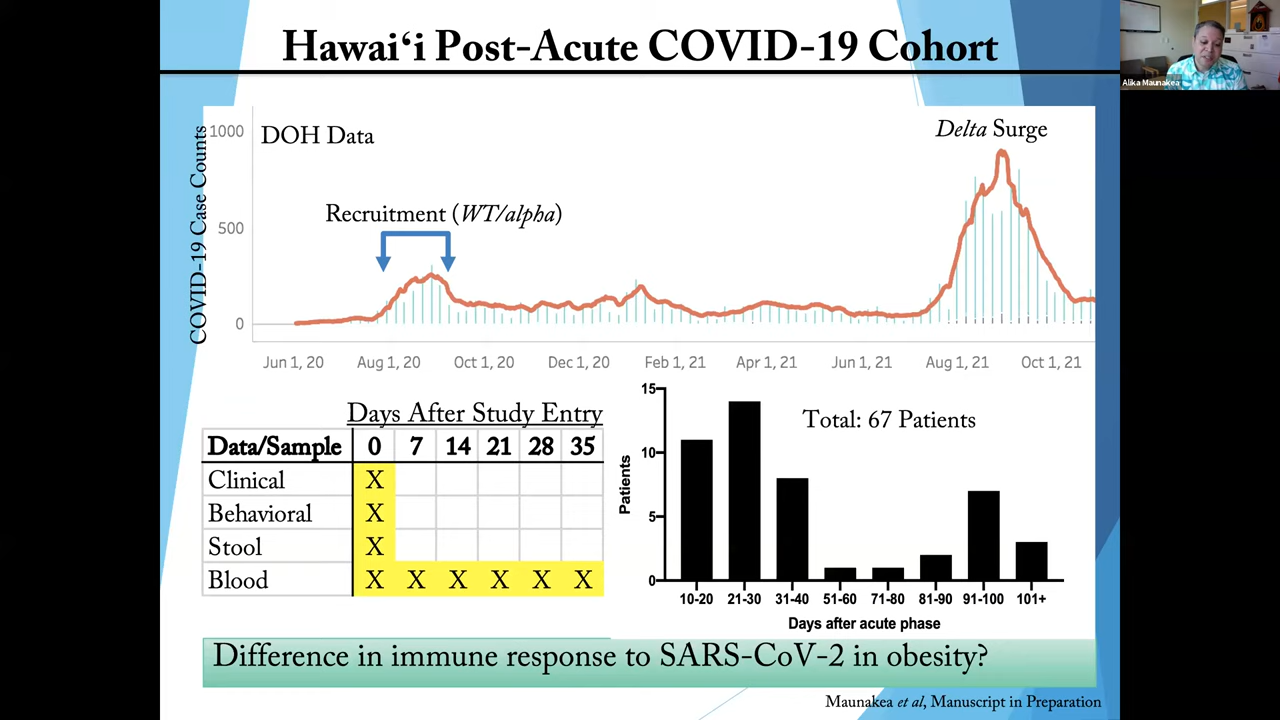 Hawai‘i Post-Acute COVID-19 Cohort
Alika Maunakea
COVID-19 Case Counts
1000
500
0
DOH Data
Delta Surge
Recruitment (WT/alpha)
Jun 1, 20 Aug 1, 20 Oct 1, 20 Dec 1, 20 Feb 1, 21 Apr 1, 21 Jun 1, 21 Aug 1, 21 Oct 1, 21
Days After Study Entry
Data/Sample 0 7 14 21 28 35
Clinical X
Behavioral X
Stool X
Blood X X X X X X
Patients
15
10
5
0
Total: 67 Patients
10-20 21-30 31-40 51-60 71-80 81-90 91-100 101+
Days after acute phase
Difference in immune response to SARS-CoV-2 in obesity?
Maunakea et al, Manuscript in Preparation